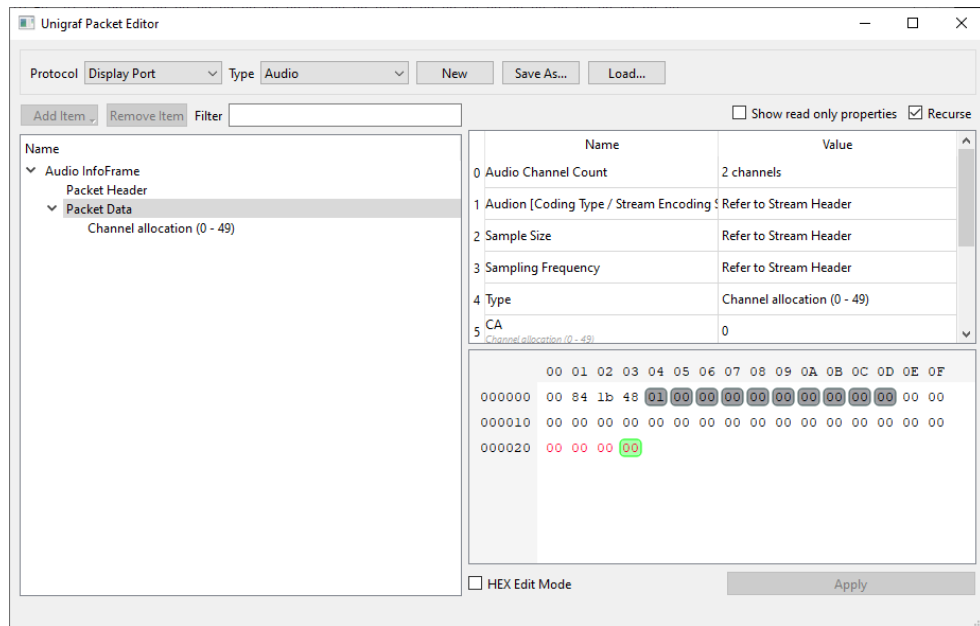 Unigraf Packet Editor
Protocol Display Port Type Audio New Save As... Load...
Add Item Remove Item Filter
Show read only properties Recurse
Name
Audio InfoFrame
Packet Header
Packet Data
Channel allocation (0 - 49)
Name Value
0 Audio Channel Count 2 channels
1 Audion [Coding Type / Stream Encoding S Refer to Stream Header
2 Sample Size Refer to Stream Header
3 Sampling Frequency Refer to Stream Header
4 Type Channel allocation (0 - 49)
5 CA 0
Channel allocation (0 - 49)
00 01 02 03 04 05 06 07 08 09 0A 0B 0C 0D 0E 0F
000000 00 84 1b 48 01 00 00 00 00 00 00 00 00 00 00 00
000010 00 00 00 00 00 00 00 00 00 00 00 00 00 00 00 00
000020 00 00 00 00
HEX Edit Mode Apply